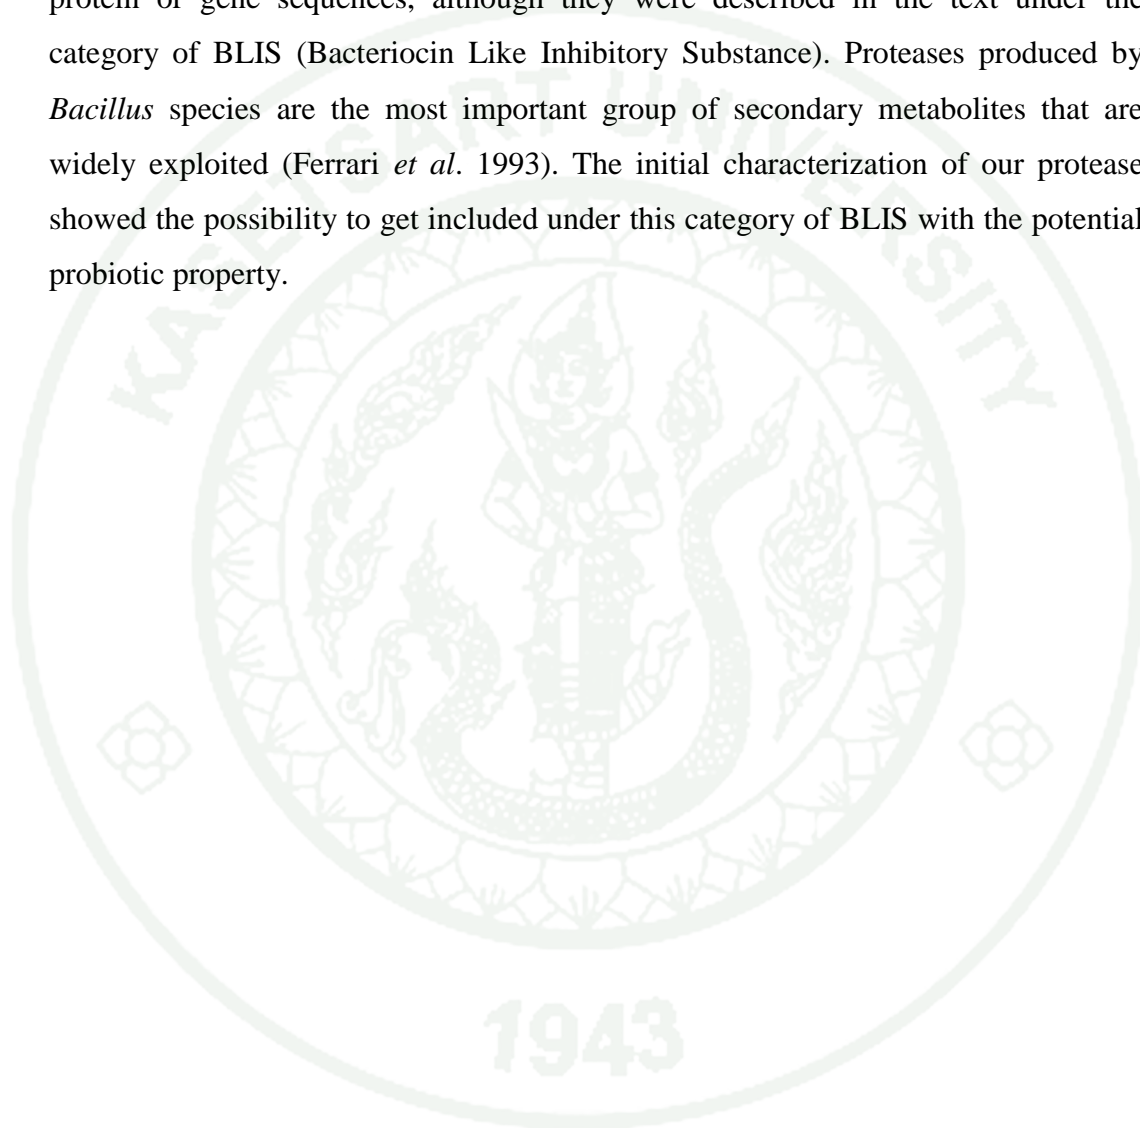 protein or gene sequences, although they were described in the text under the
category of BLIS (Bacteriocin Like Inhibitory Substance). Proteases produced by
Bacillus species are the most important group of secondary metabolites that are
widely exploited (Ferrari et al. 1993). The initial characterization of our protease
showed the possibility to get included under this category of BLIS with the potential
probiotic property.
KASETSART UNIVERSITY
1943